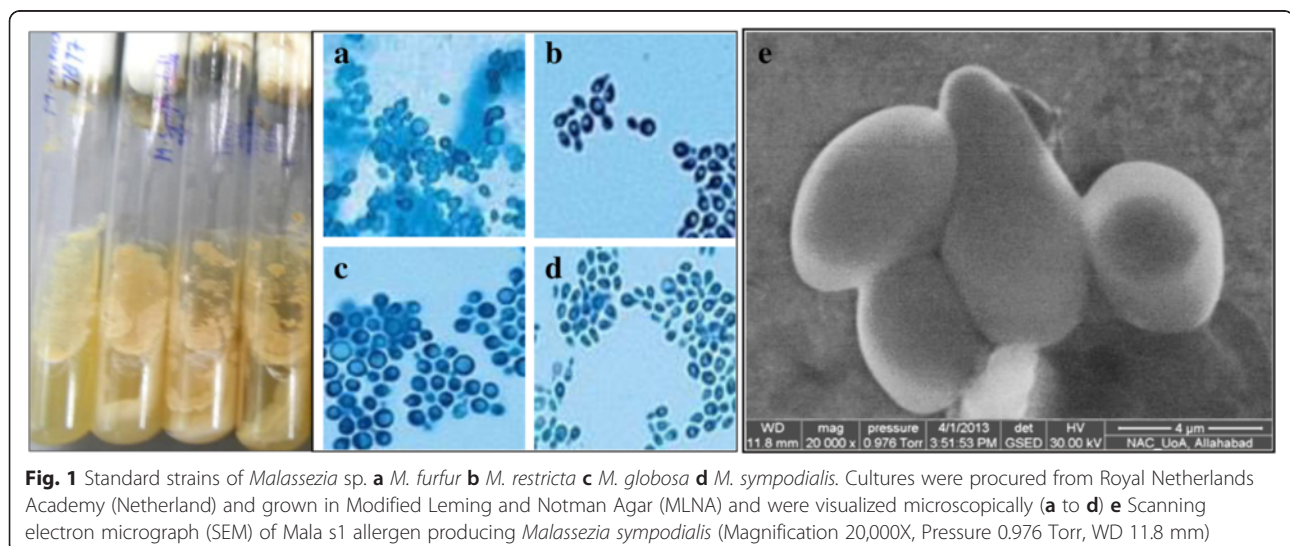 a
b
c
d
e
WD mag pressure 4/1/2013 det HV 4 µm
11.8 mm 20 000 x 0.976 Torr 3:51:53 PM GSED 30.00 kV NAC_UoA, Allahabad
Fig. 1 Standard strains of Malassezia sp. a M. furfur b M. restricta c M. globosa d M. sympodialis. Cultures were procured from Royal Netherlands
Academy (Netherland) and grown in Modified Leming and Notman Agar (MLNA) and were visualized microscopically (a to d) e Scanning
electron micrograph (SEM) of Mala s1 allergen producing Malassezia sympodialis (Magnification 20,000X, Pressure 0.976 Torr, WD 11.8 mm)